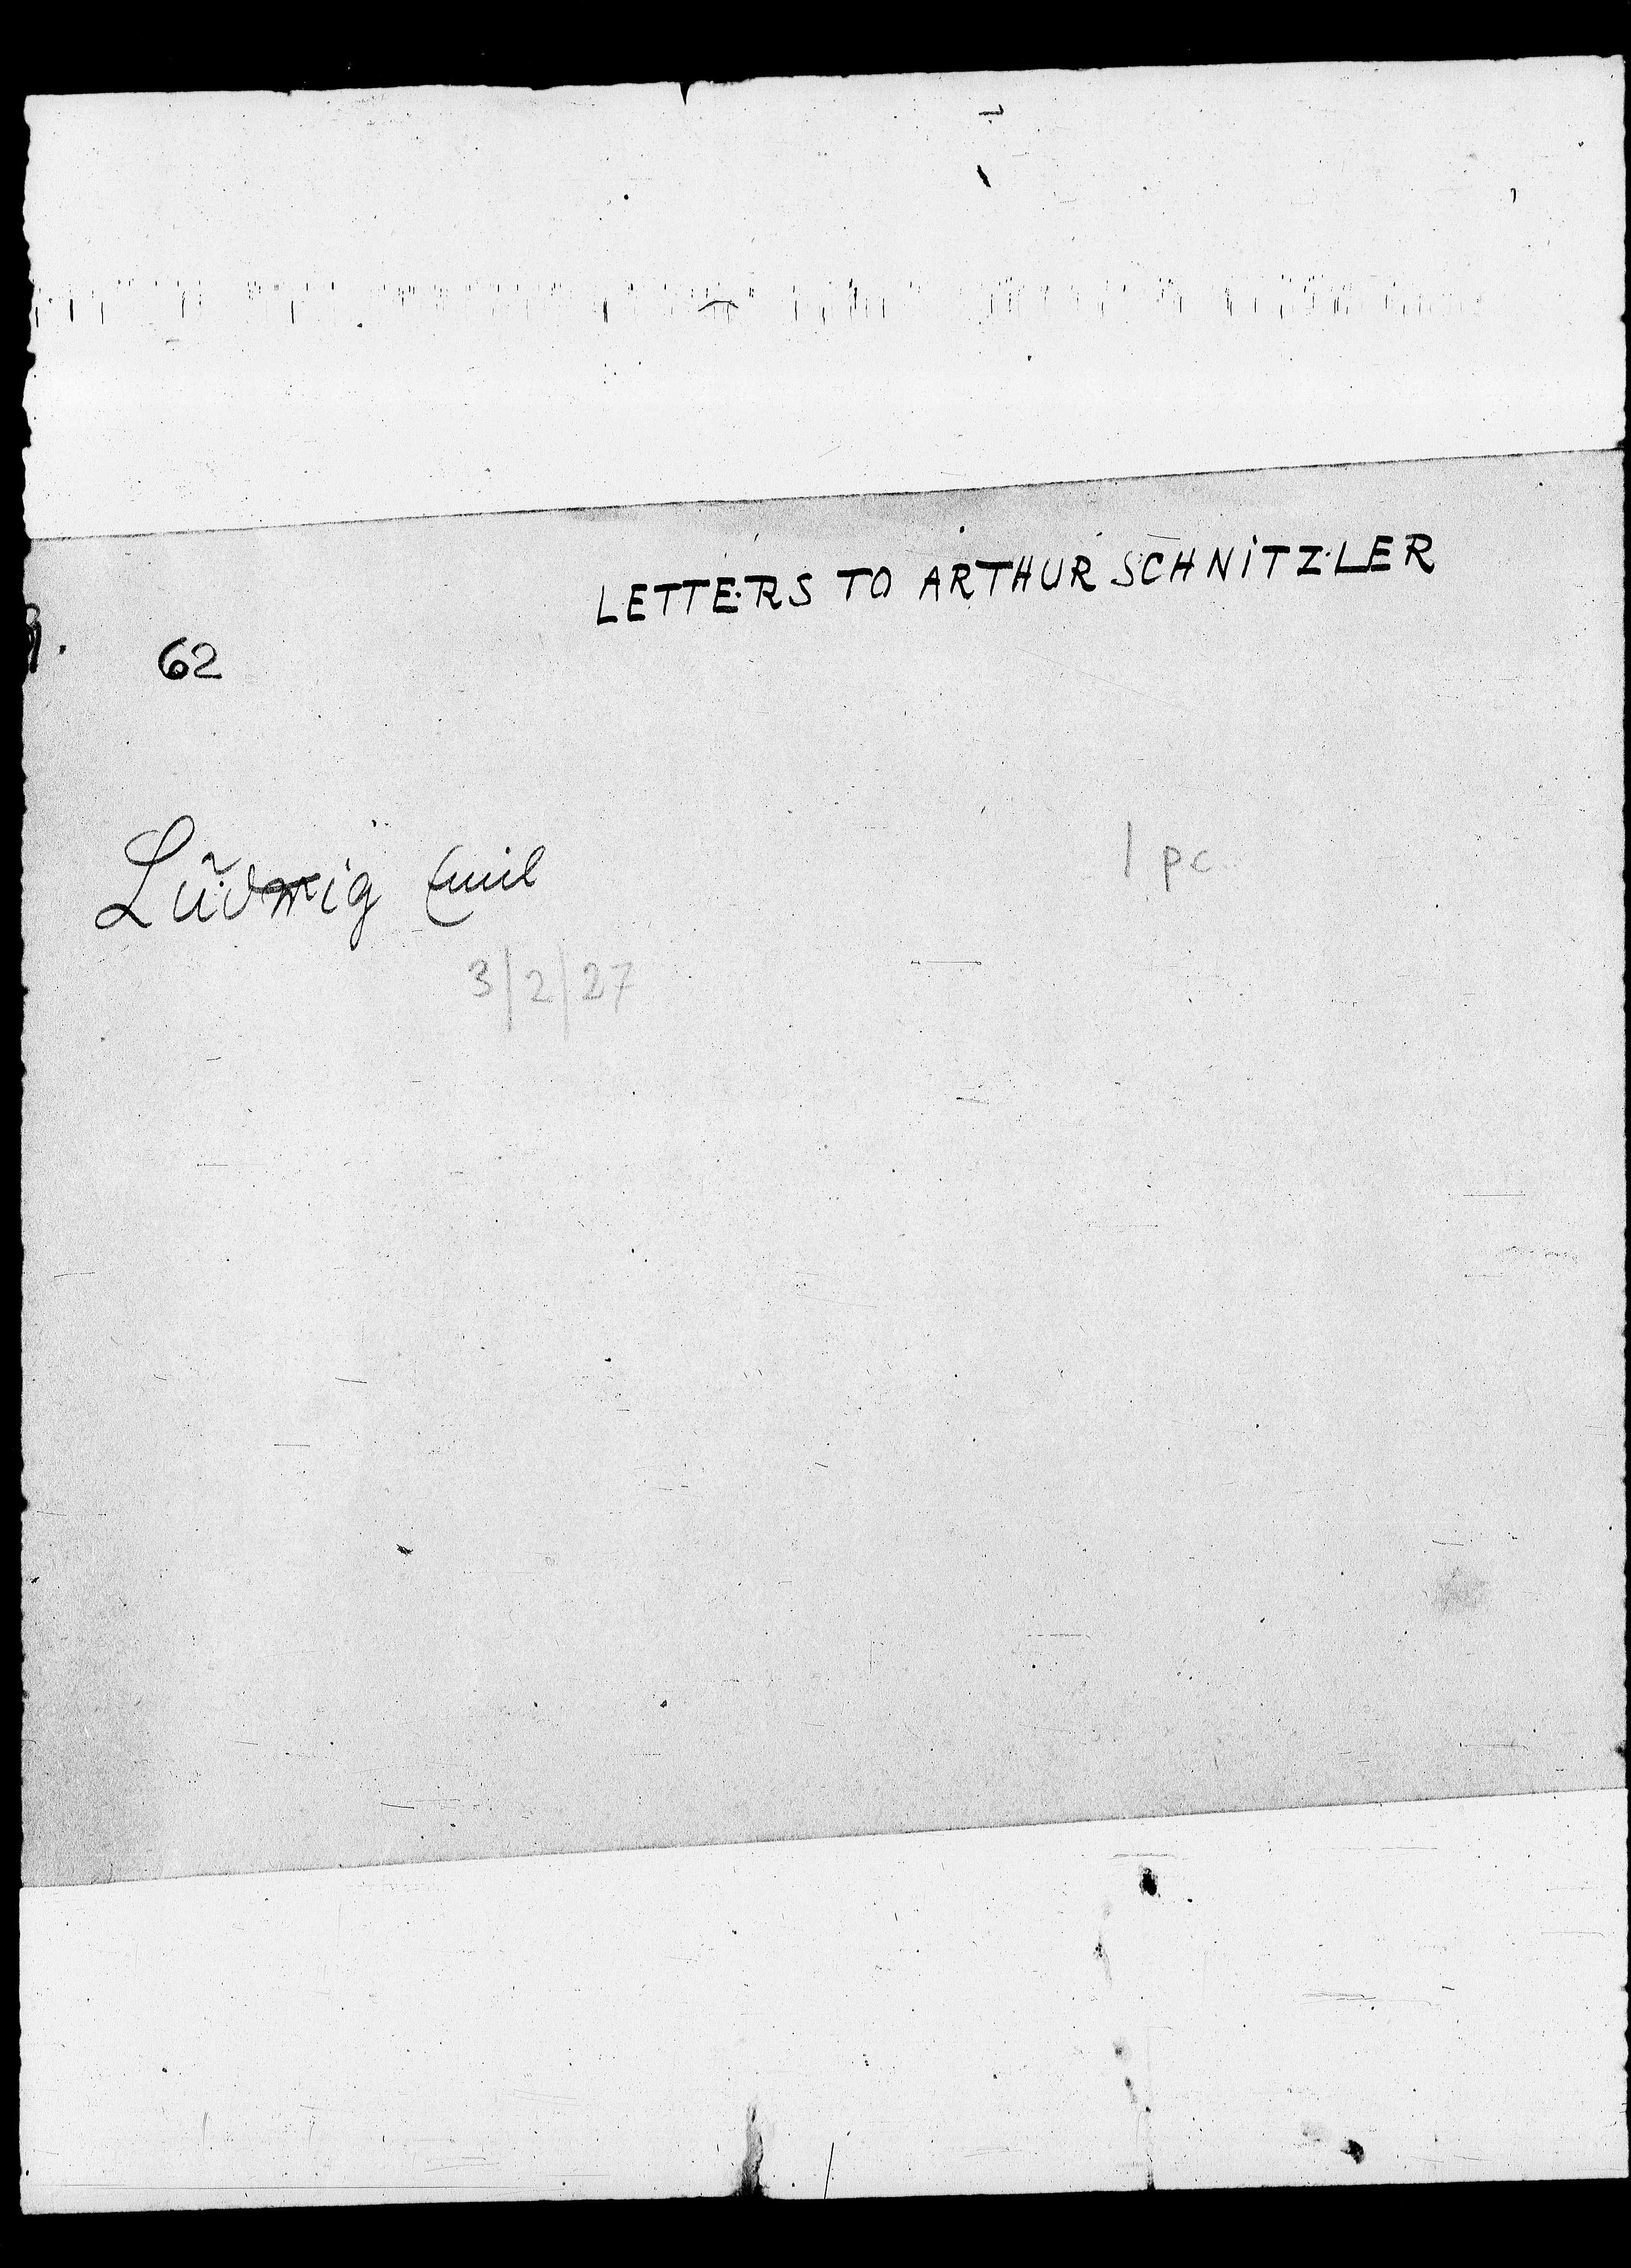 LETTERS TO ARTHUR SCHNITZLER
62
Ludwig Emil
1 pc.
3/2/27